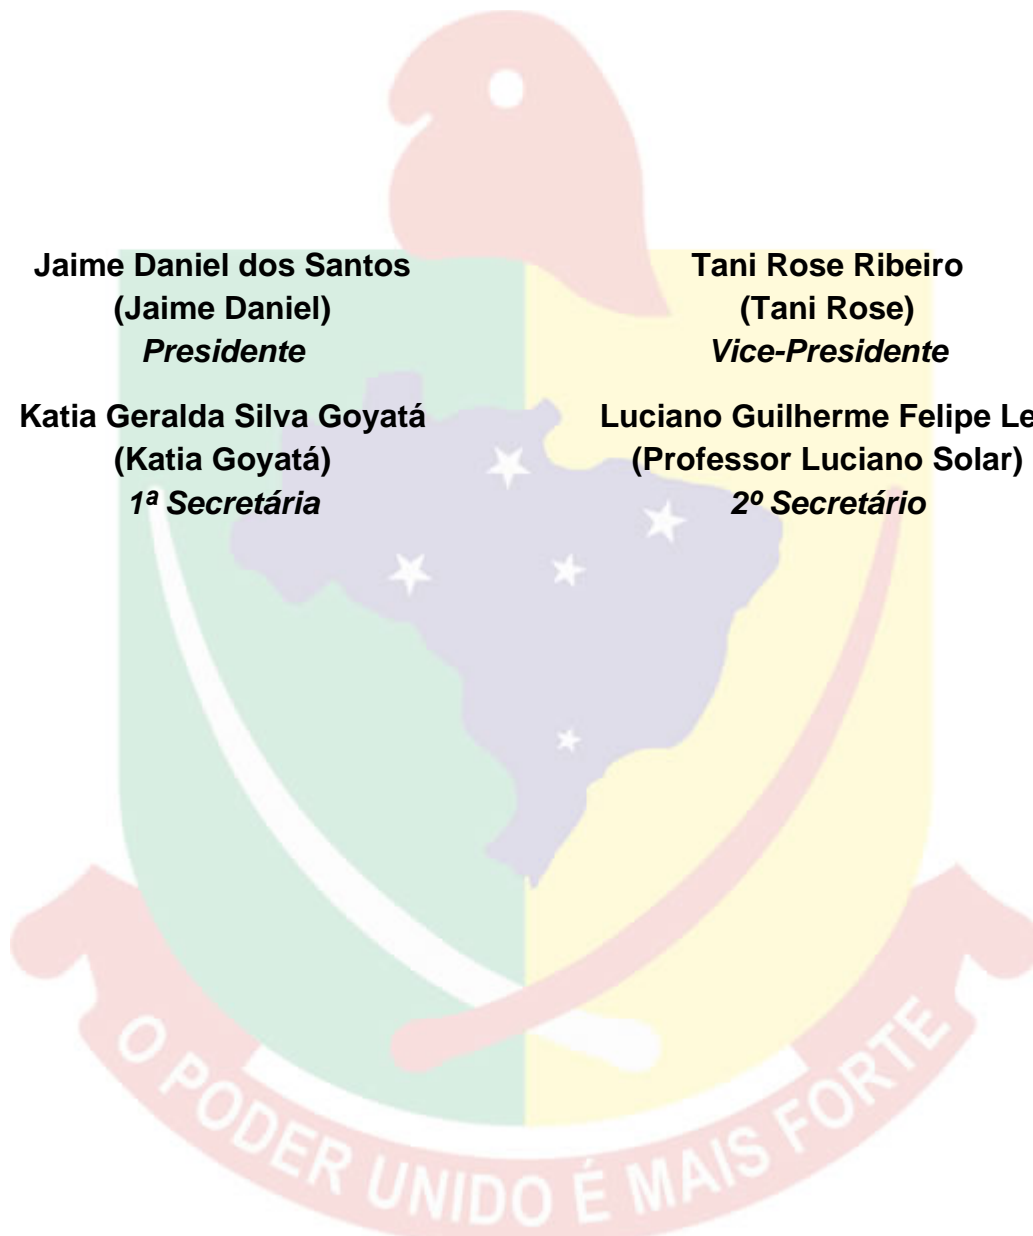 Jaime Daniel dos Santos
(Jaime Daniel)
Presidente
Tani Rose Ribeiro
(Tani Rose)
Vice-Presidente
Katia Geralda Silva Goyatá
(Katia Goyatá)
1ª Secretária
Luciano Guilherme Felipe
(Professor Luciano Solar)
2º Secretário
O PODER UNIDO É MAIS FORTE